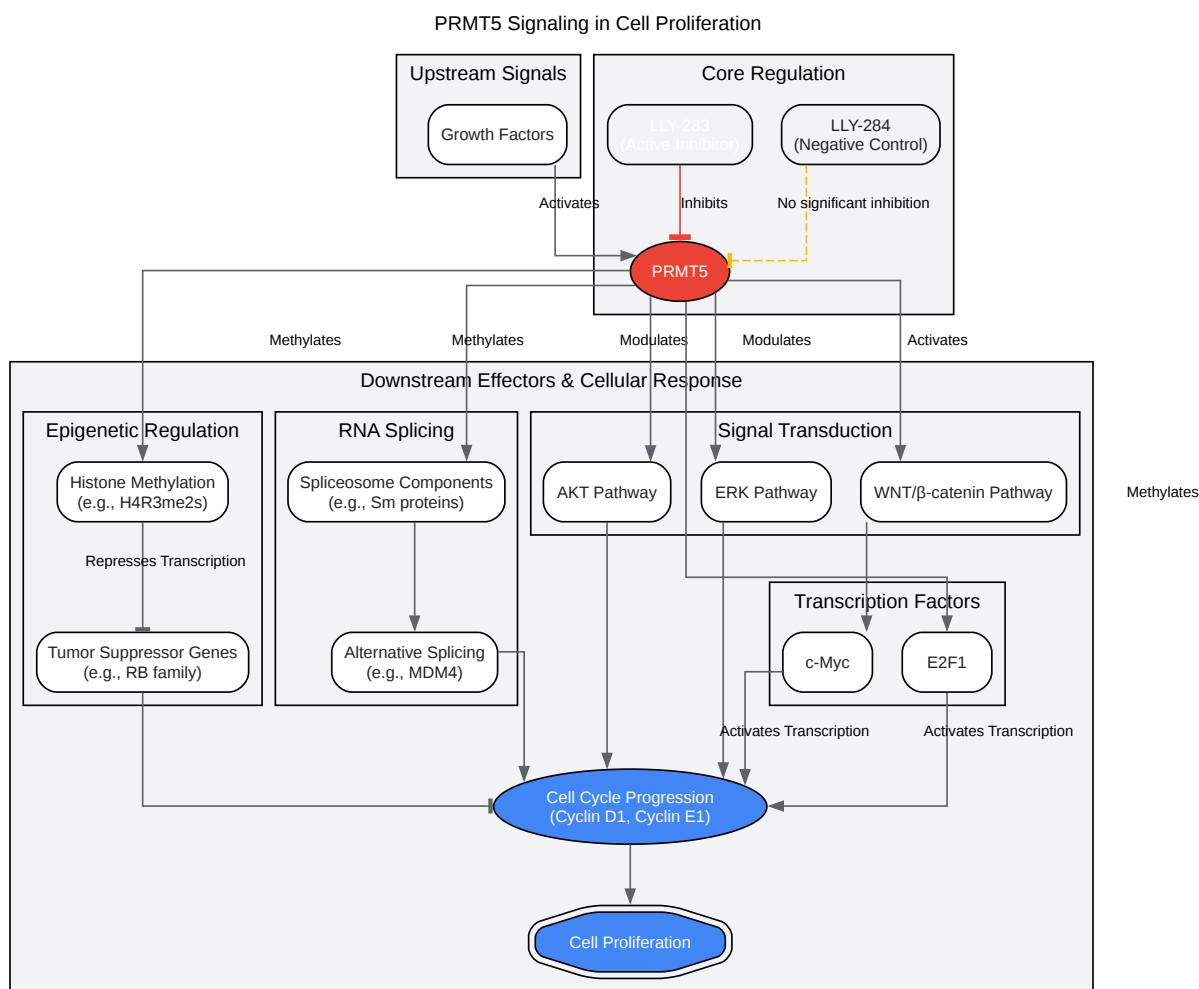 PRMT5 Signaling in Cell Proliferation
Upstream Signals
Core Regulation
Growth Factors
LLY-283
(Active Inhibitor)
LLY-284
(Negative Control)
Activates
Inhibits
No significant inhibition
PRMT5
Methylates
Methylates
Modulates
Modulates
Activates
Downstream Effectors & Cellular Response
Epigenetic Regulation
RNA Splicing
Signal Transduction
Histone Methylation
(e.g., H4R3me2s)
Spliceosome Components
(e.g., Sm proteins)
AKT Pathway
ERK Pathway
WNT/β-catenin Pathway
Methylates
Represses Transcription
Transcription Factors
Tumor Suppressor Genes
(e.g., RB family)
Alternative Splicing
(e.g., MDM4)
c-Myc
E2F1
Activates Transcription
Activates Transcription
Cell Cycle Progression
(Cyclin D1, Cyclin E1)
Cell Proliferation